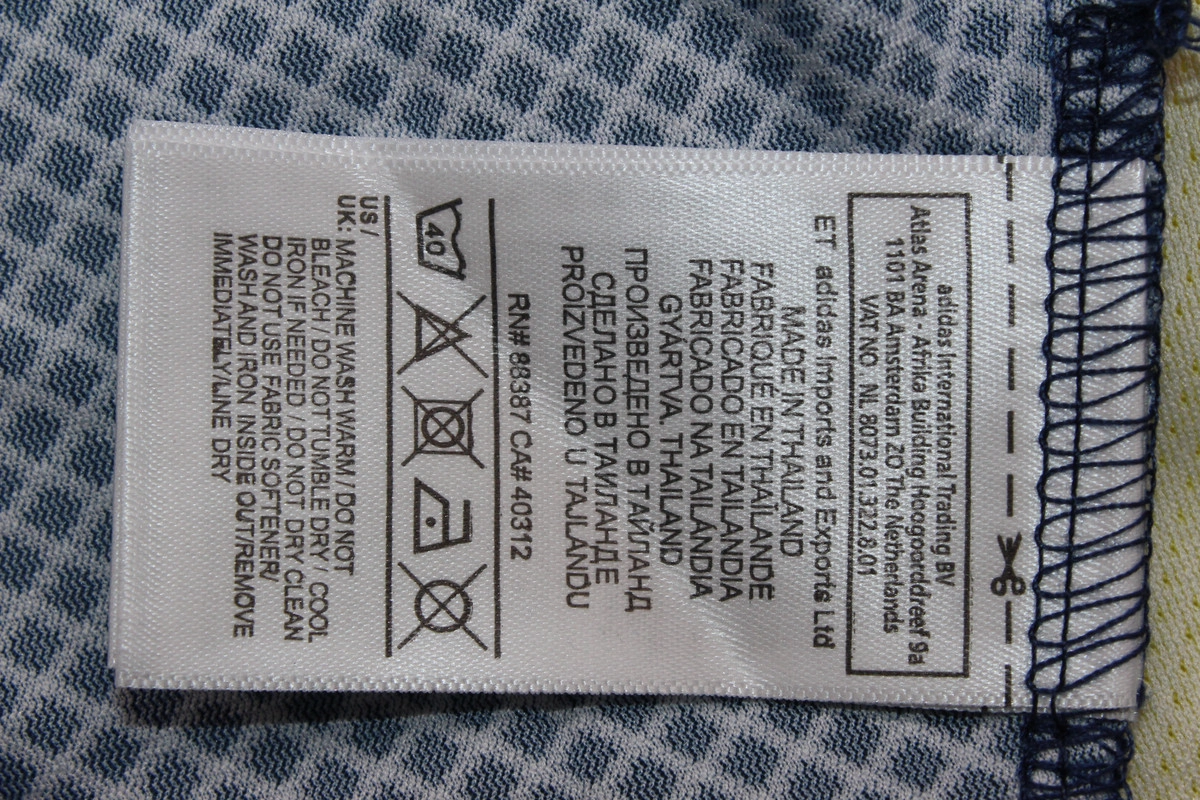 adidas International Trading BV
Atlas Arena - Afrika Building Hoogoorddreef 9a
1101 BA Amsterdam ZO The Netherlands
VAT NO NL 8073.01.322.8.01
ET adidas Imports and Exports Ltd
MADE IN THAILAND
FABRIQUÉ EN THAÏLANDE
FABRICADO EN TAILANDIA
FABRICADO NA TAILÂNDIA
GYÁRTVA. THAILAND
ПРОИЗВЕДЕНО В ТАЙЛАНД
СДЕЛАНО В ТАИЛАНДЕ
PROIZVEDENO U TAJLANDU
RN# 88387 CA# 40312
40
US /
UK: MACHINE WASH WARM / DO NOT
BLEACH / DO NOT TUMBLE DRY / COOL
IRON IF NEEDED / DO NOT DRY CLEAN
DO NOT USE FABRIC SOFTENER/
WASH AND IRON INSIDE OUT/REMOVE
IMMEDIATELY/LINE DRY